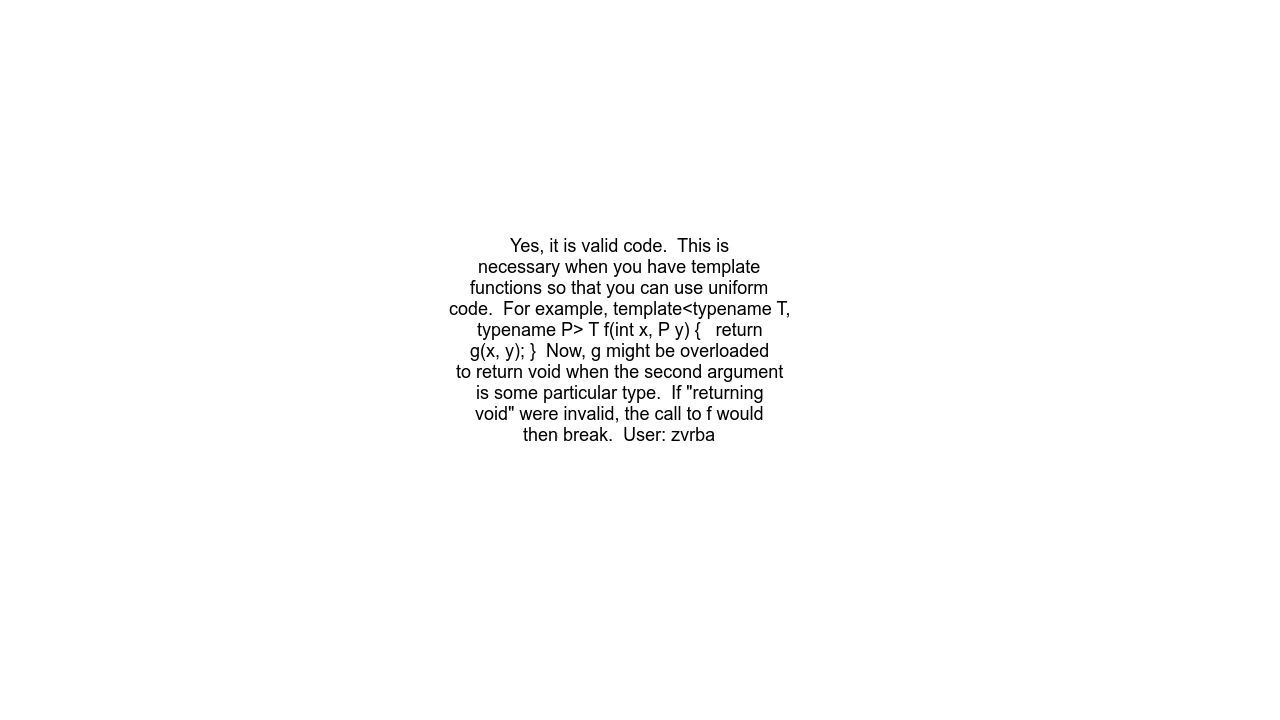 Yes, it is valid code.  This is
necessary when you have template
functions so that you can use uniform
code.  For example, template<typename T,
typename P> T f(int x, P y) {   return
g(x, y); }  Now, g might be overloaded
to return void when the second argument
is some particular type.  If "returning
void" were invalid, the call to f would
then break.  User: zvrba